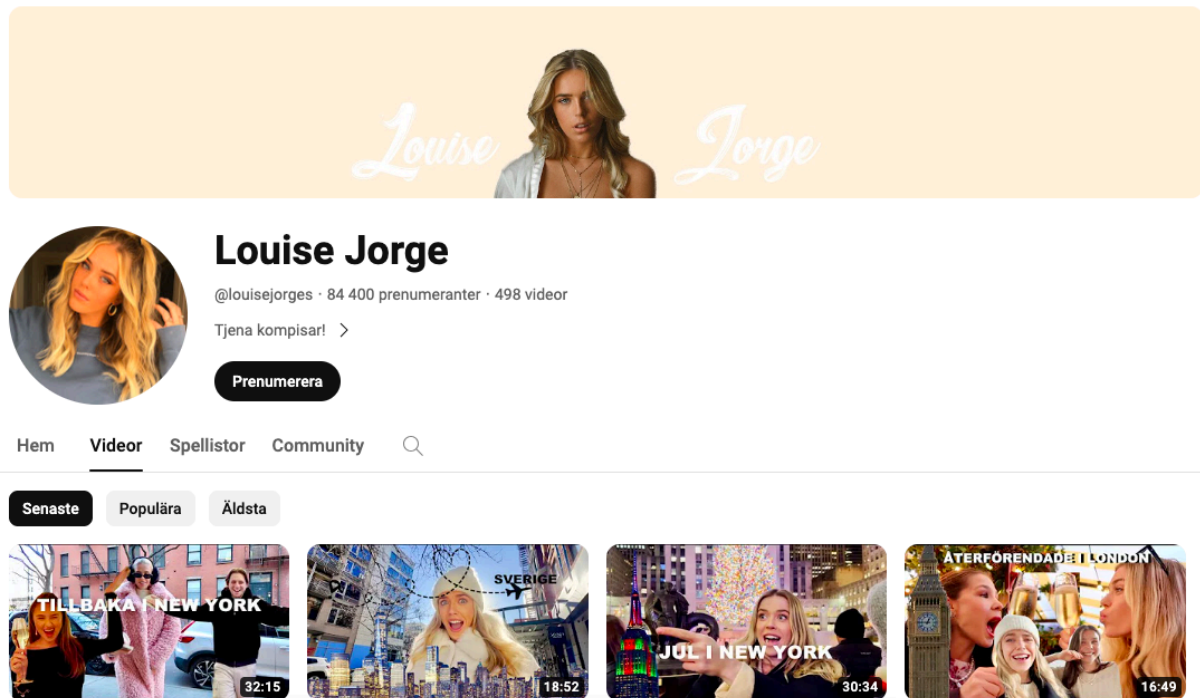 Louise Jorge
Louise Jorge
@louisejorges · 84 400 prenumeranter · 498 videor
Tjena kompisar!
Prenumerera
Hem Videor Spellistor Community
Senaste Populära Äldsta
TILLBAKA I NEW YORK
SVERIGE
JUL I NEW YORK
ÅTERFÖRENDADE I LONDON
32:15
18:52
30:34
16:49